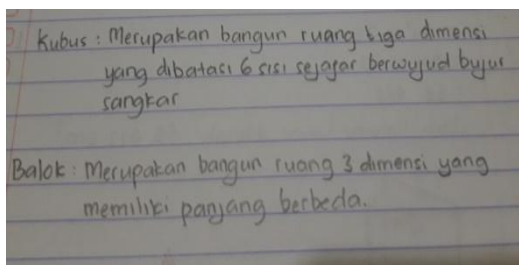 Kubus : Merupakan bangun ruang tiga dimensi
yang dibatasi 6 sisi sejajar berwujud bujur
sangkar
Balok : Merupakan bangun ruang 3 dimensi yang
memiliki panjang berbeda.